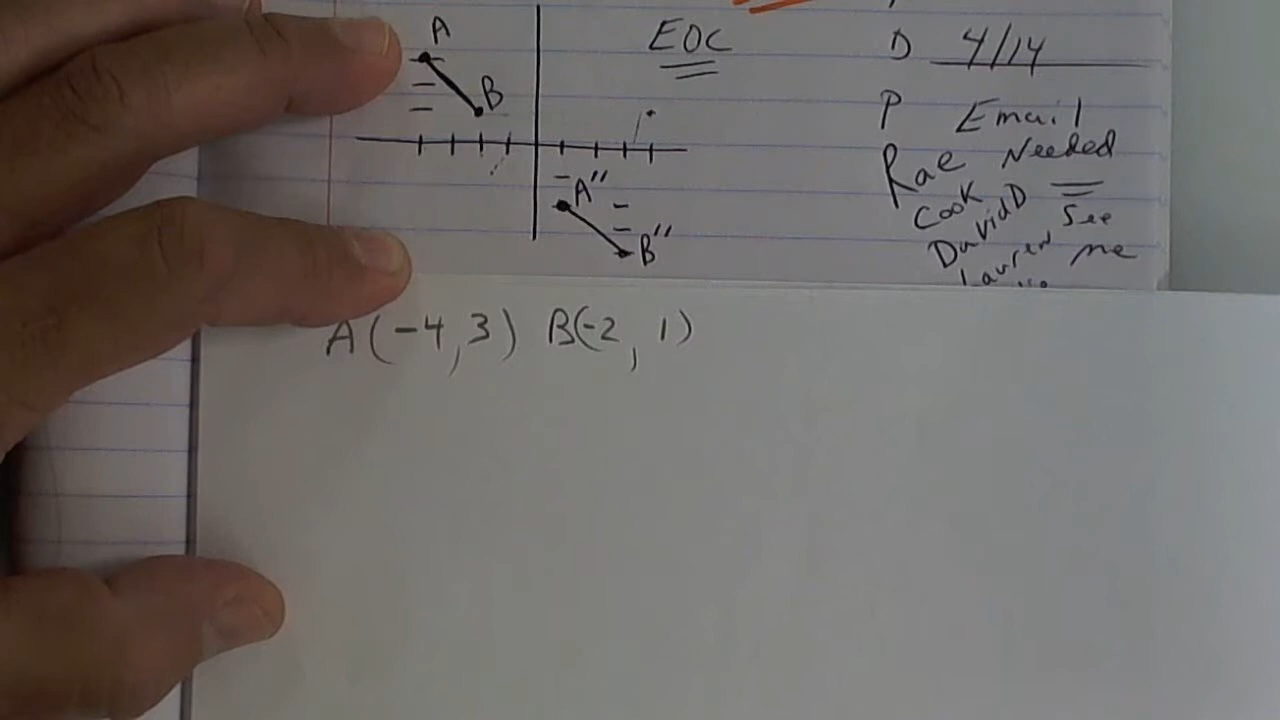 A
B
A''
B''
EOC
D 4/14
P Email
Rae Needed
Cook
DavidD See
Lauren me
A(-4,3) B(-2, 1)